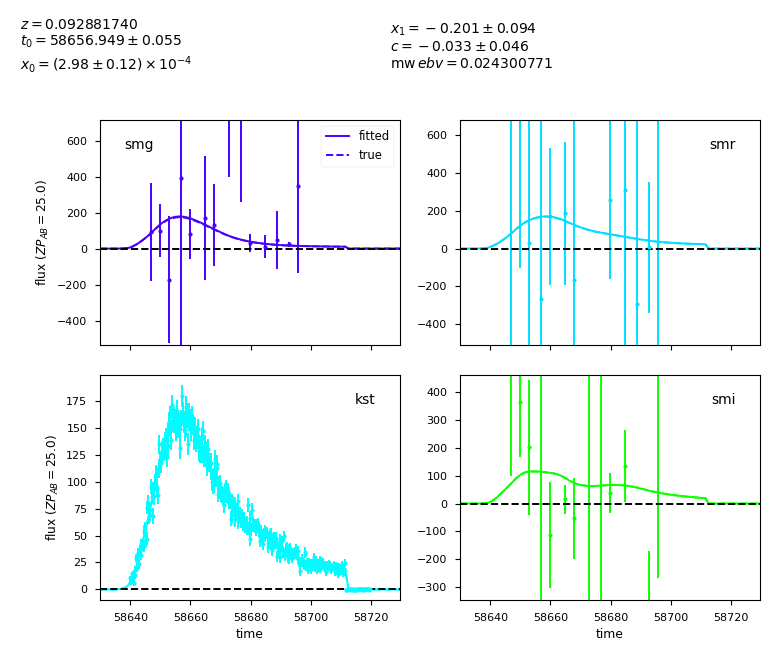 z = 0.092881740
t0 = 58656.949 ± 0.055
x0 = (2.98 ± 0.12) × 10^−4
x1 = −0.201 ± 0.094
c = −0.033 ± 0.046
mw ebv = 0.024300771
smg
fitted
true
flux (ZP_AB = 25.0)
600
400
200
0
−200
−400
smr
600
400
200
0
−200
−400
kst
flux (ZP_AB = 25.0)
175
150
125
100
75
50
25
0
58640 58660 58680 58700 58720
time
smi
400
300
200
100
0
−100
−200
−300
58640 58660 58680 58700 58720
time